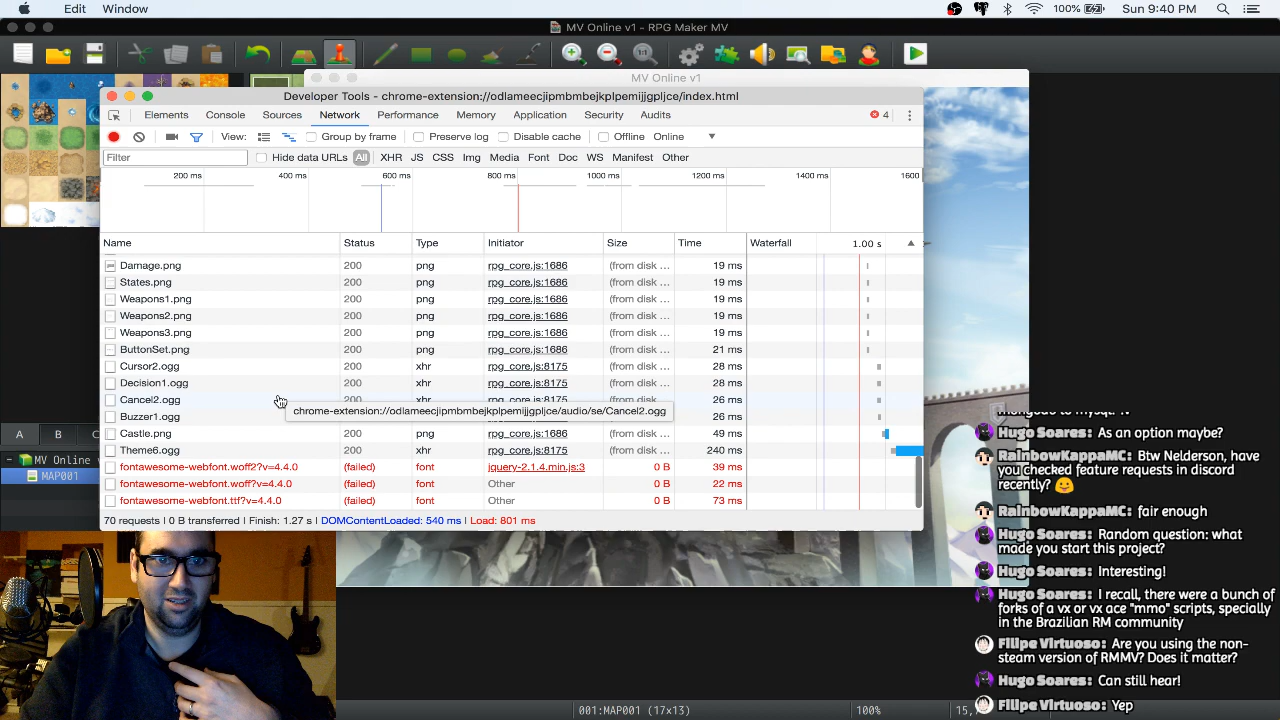 Edit Window
100%
Sun 9:40 PM
MV Online v1 - RPG Maker MV
MV Online v1
Developer Tools - chrome-extension://odlameecjipmbmbejkplpemijjgpljce/index.html
Elements Console Sources Network Performance Memory Application Security Audits
4
View: Group by frame Preserve log Disable cache Offline Online
Filter Hide data URLs All XHR JS CSS Img Media Font Doc WS Manifest Other
200 ms 400 ms 600 ms 800 ms 1000 ms 1200 ms 1400 ms 1600
Name Status Type Initiator Size Time Waterfall 1.00 s
Damage.png 200 png rpg_core.js:1686 (from disk ... 19 ms
States.png 200 png rpg_core.js:1686 (from disk ... 19 ms
Weapons1.png 200 png rpg_core.js:1686 (from disk ... 19 ms
Weapons2.png 200 png rpg_core.js:1686 (from disk ... 19 ms
Weapons3.png 200 png rpg_core.js:1686 (from disk ... 19 ms
ButtonSet.png 200 png rpg_core.js:1686 (from disk ... 21 ms
Cursor2.ogg 200 xhr rpg_core.js:8175 (from disk ... 28 ms
Decision1.ogg 200 xhr rpg_core.js:8175 (from disk ... 28 ms
Cancel2.ogg 200 xhr rpg_core.js:8175 (from disk ... 26 ms
chrome-extension://odlameecjipmbmbejkplpemijjgpljce/audio/se/Cancel2.ogg
Buzzer1.ogg 200 26 ms
Castle.png 200 png rpg_core.js:1686 (from disk ... 49 ms
Theme6.ogg 200 xhr rpg_core.js:8175 (from disk ... 240 ms
fontawesome-webfont.woff2?v=4.4.0 (failed) font jquery-2.1.4.min.js:3 0 B 39 ms
fontawesome-webfont.woff?v=4.4.0 (failed) font Other 0 B 22 ms
fontawesome-webfont.ttf?v=4.4.0 (failed) font Other 0 B 73 ms
70 requests | 0 B transferred | Finish: 1.27 s | DOMContentLoaded: 540 ms | Load: 801 ms
A B C
MV Online
MAP001
Hugo Soares: As an option maybe?
RainbowKappaMC: Btw Nelderson, have
you checked feature requests in discord
recently?
RainbowKappaMC: fair enough
Hugo Soares: Random question: what
made you start this project?
Hugo Soares: Interesting!
Hugo Soares: I recall, there were a bunch of
forks of a vx or vx ace "mmo" scripts, specially
in the Brazilian RM community
Filipe Virtuoso: Are you using the non-
steam version of RMMV? Does it matter?
Hugo Soares: Can still hear!
Filipe Virtuoso: Yep
001:MAP001 (17x13) 100% 15,